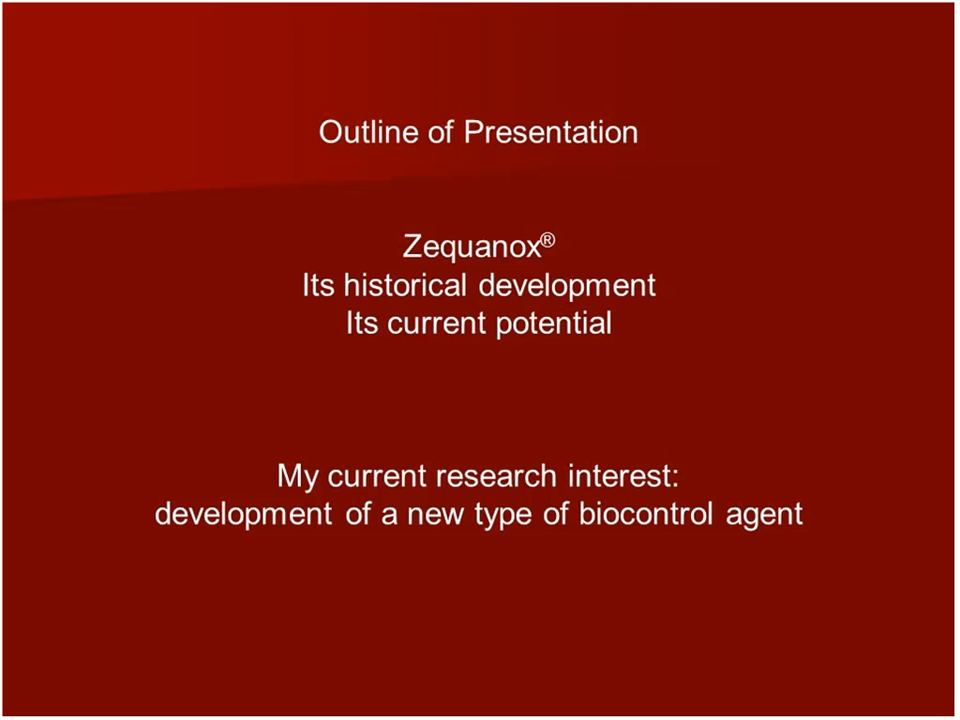 Outline of Presentation
Zequanox®
Its historical development
Its current potential
My current research interest:
development of a new type of biocontrol agent